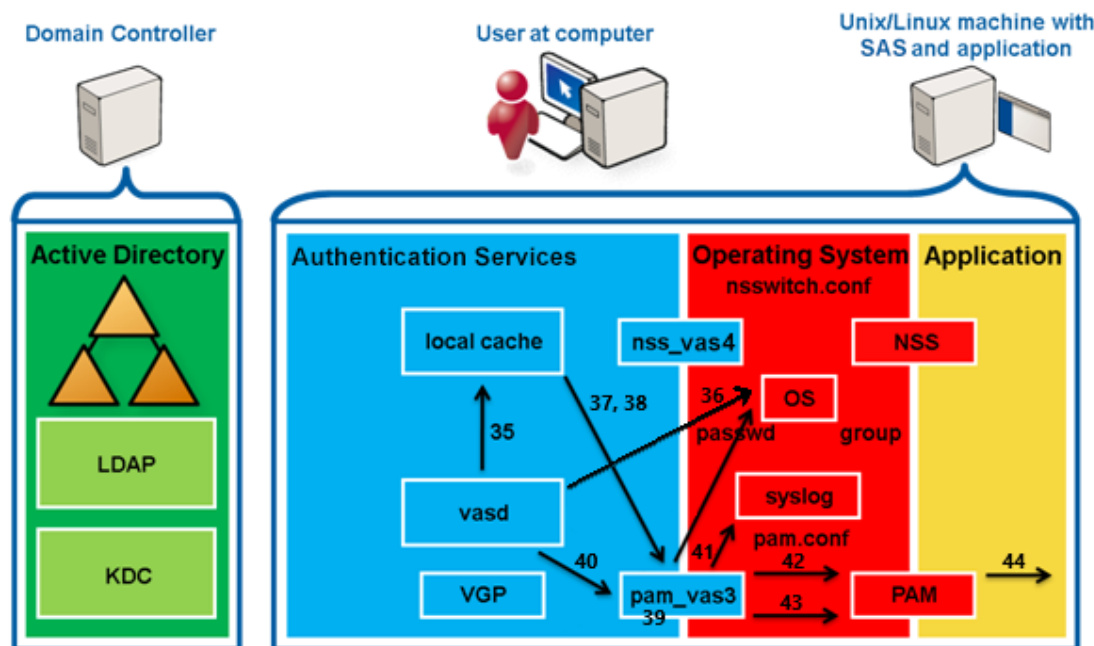 Domain Controller
User at computer
Unix/Linux machine with
SAS and application
Active Directory
LDAP
KDC
Authentication Services
local cache
35
vasd
VGP
37, 38
40
Operating System
nsswitch.conf
nss_vas4
NSS
36
OS
passwd
group
syslog
41
pam.conf
42
pam_vas3
39
43
PAM
Application
44